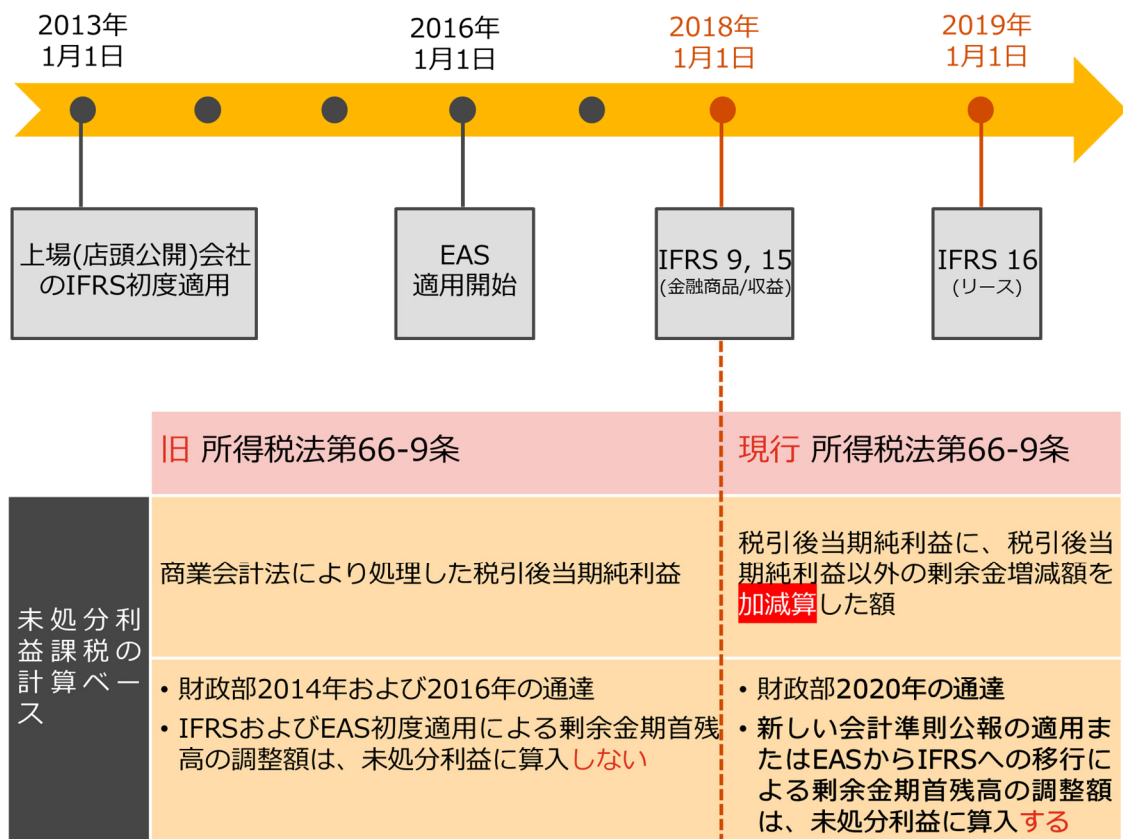 2013年
1月1日
2016年
1月1日
2018年
1月1日
2019年
1月1日
上場(店頭公開)会社
のIFRS初度適用
EAS
適用開始
IFRS 9, 15
(金融商品/収益)
IFRS 16
(リース)
旧 所得税法第66-9条
現行 所得税法第66-9条
未処分利
益課税の
計算ベー
ス
商業会計法により処理した税引後当期純利益
税引後当期純利益に、税引後当
期純利益以外の剰余金増減額を
加減算した額
• 財政部2014年および2016年の通達
• IFRSおよびEAS初度適用による剰余金期首残
高の調整額は、未処分利益に算入しない
• 財政部2020年の通達
• 新しい会計準則公報の適用ま
たはEASからIFRSへの移行に
よる剰余金期首残高の調整額
は、未処分利益に算入する